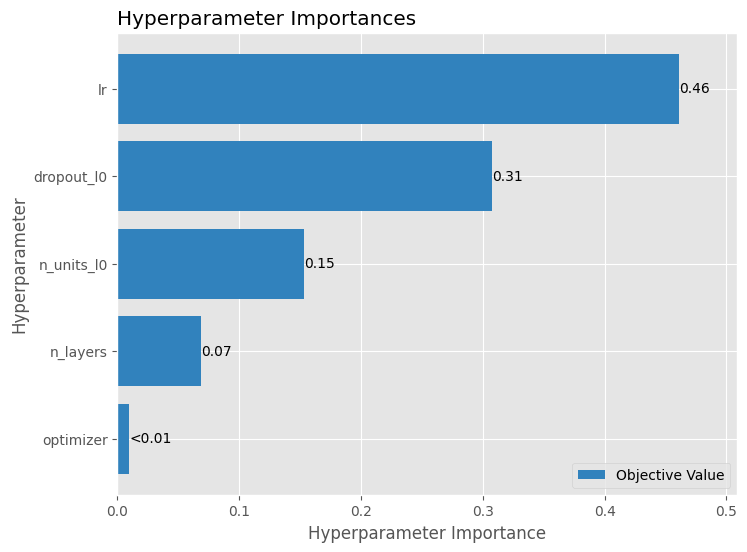 Hyperparameter Importances
Hyperparameter
lr
0.46
dropout_l0
0.31
n_units_l0
0.15
n_layers
0.07
optimizer
<0.01
Objective Value
0.0
0.1
0.2
0.3
0.4
0.5
Hyperparameter Importance